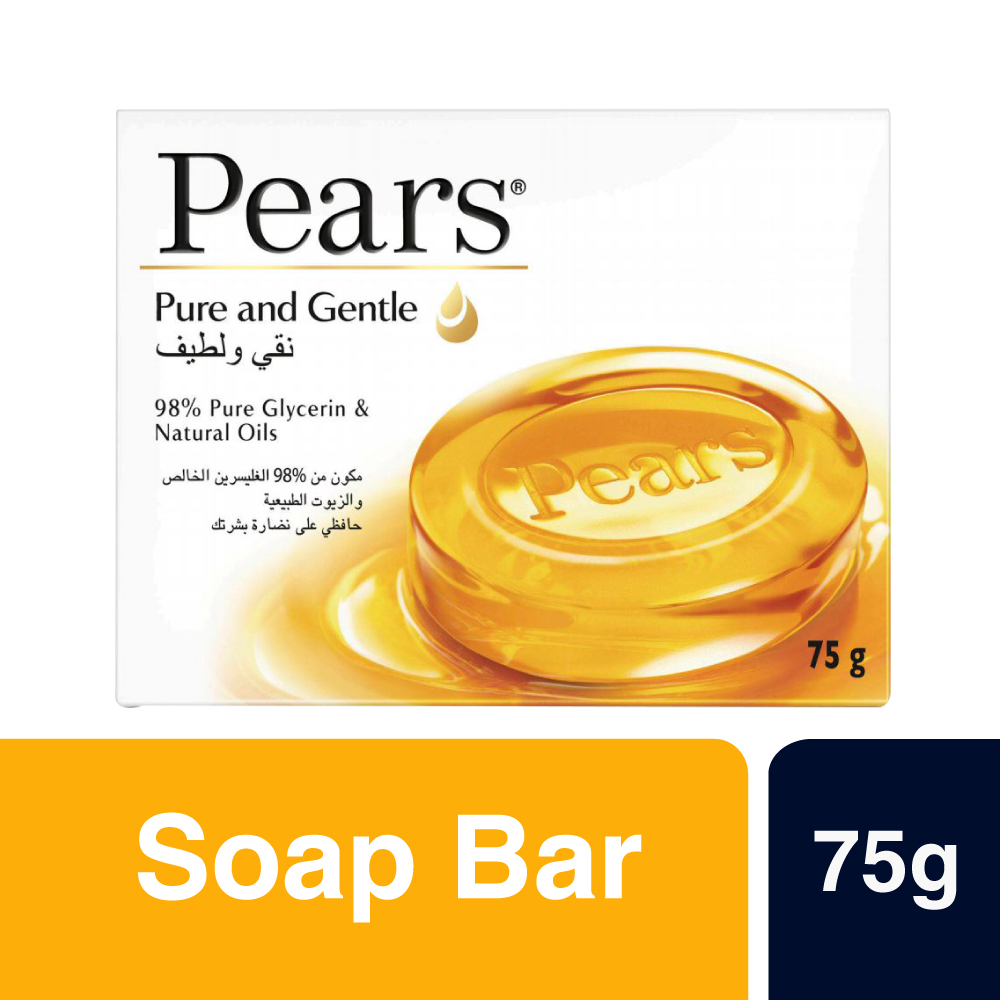 Pears®
Pure and Gentle
نقي ولطيف
98% Pure Glycerin &
Natural Oils
مكون من 98% الغليسرين الخالص
والزيوت الطبيعية
حافظي على نضارة بشرتك
Pears
75 g
Soap Bar
75g